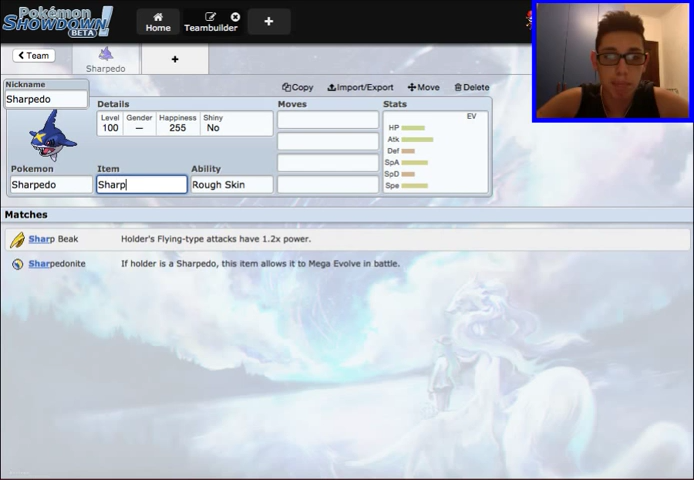 Pokémon
SHOWDOWN!
BETA
Home
Teambuilder
+
< Team
Sharpedo
+
Nickname
Sharpedo
Copy
Import/Export
Move
Delete
Details
Moves
Stats
Level
100
Gender
—
Happiness
255
Shiny
No
EV
HP
Atk
Def
SpA
SpD
Spe
Pokemon
Item
Ability
Sharpedo
Sharp
Rough Skin
Matches
Sharp Beak Holder's Flying-type attacks have 1.2x power.
Sharpedonite If holder is a Sharpedo, this item allows it to Mega Evolve in battle.